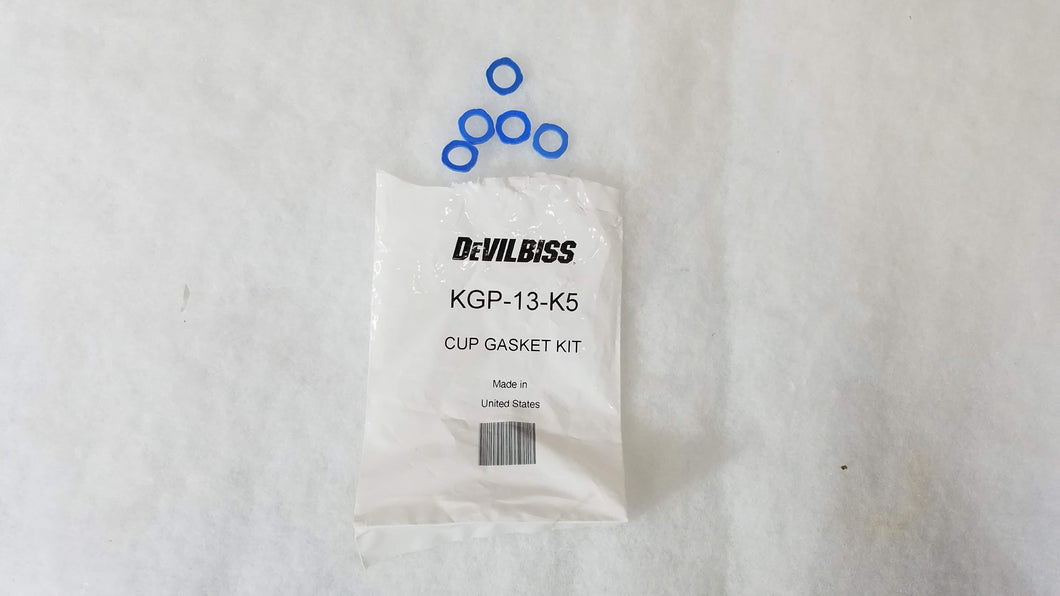 DeVILBISS
KGP-13-K5
CUP GASKET KIT
Made in
United States